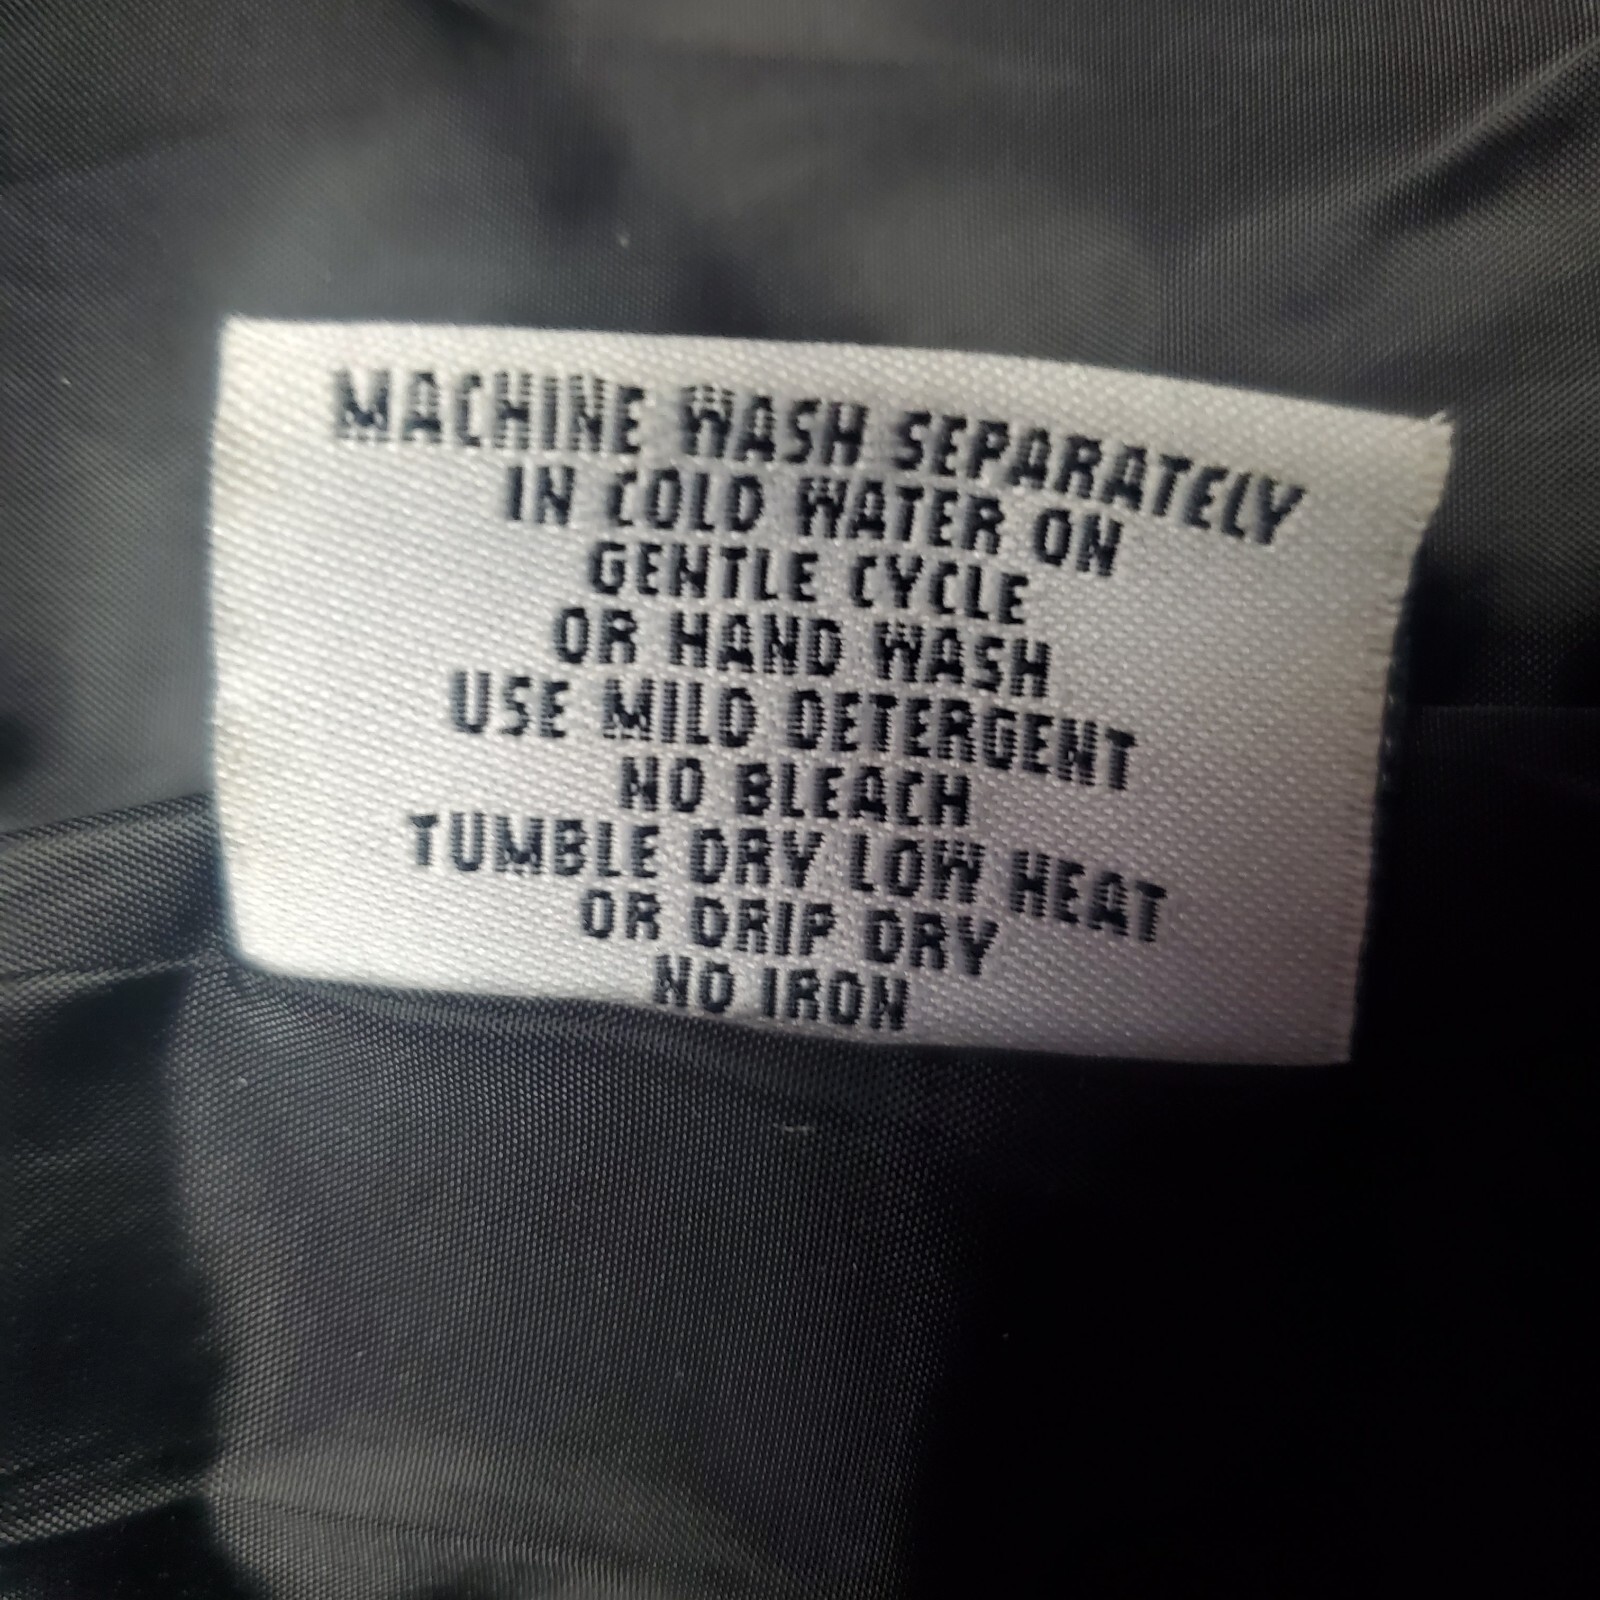 MACHINE WASH SEPARATELY
IN COLD WATER ON
GENTLE CYCLE
OR HAND WASH
USE MILD DETERGENT
NO BLEACH
TUMBLE DRY LOW HEAT
OR DRIP DRY
NO IRON